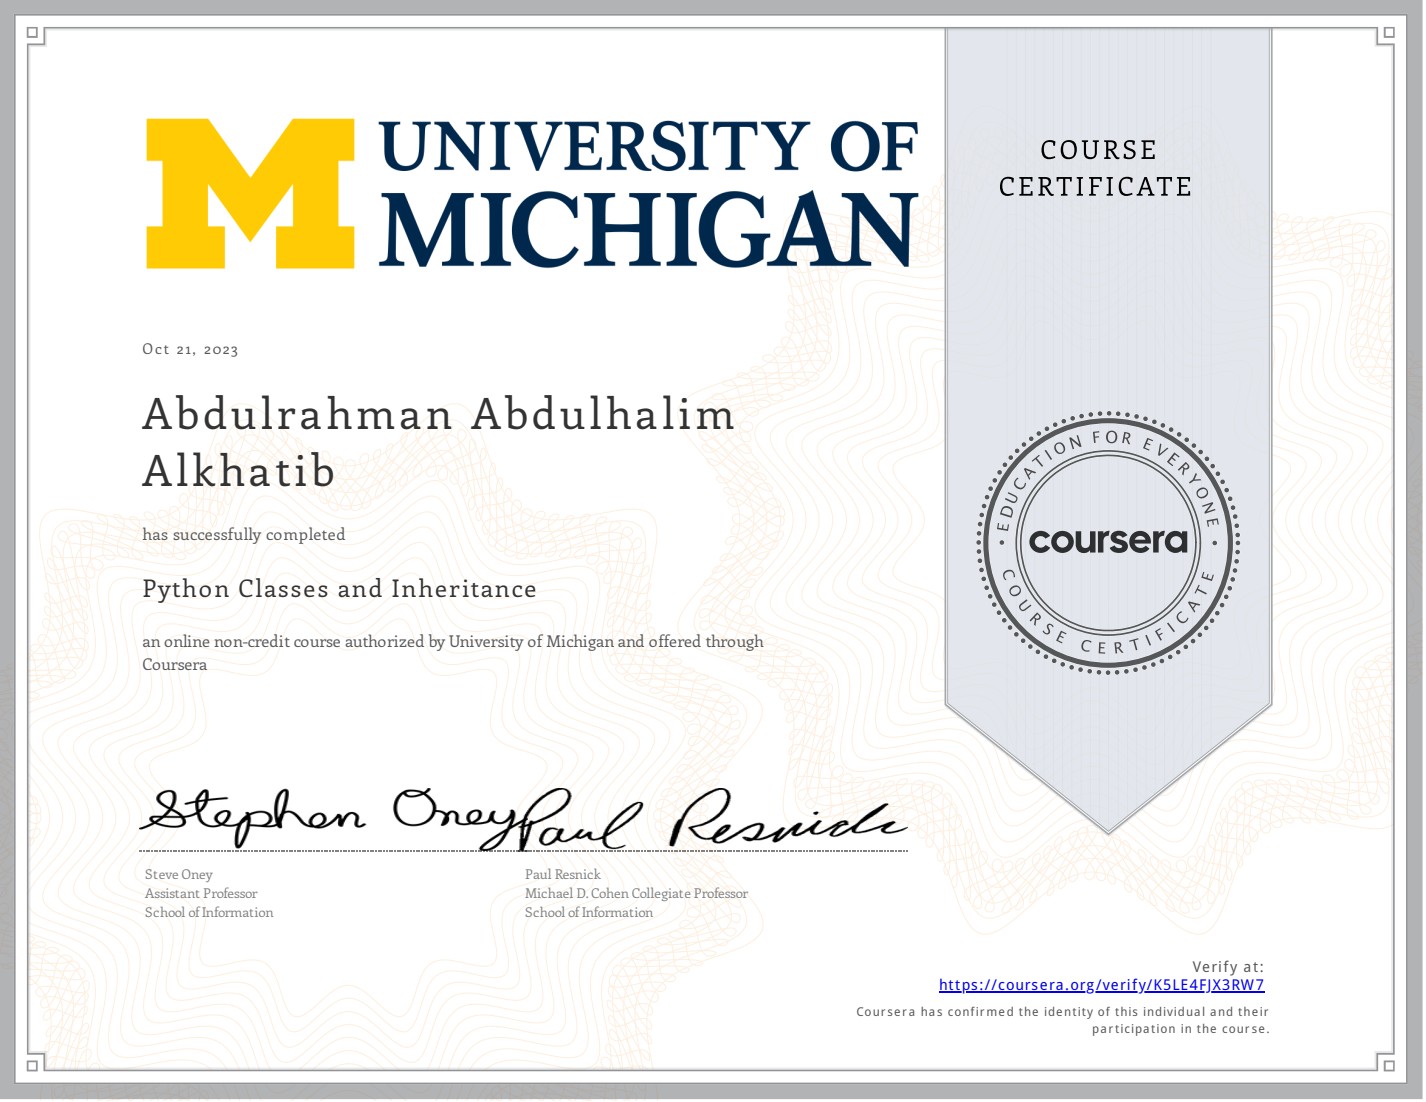 UNIVERSITY OF
MICHIGAN
COURSE
CERTIFICATE
Oct 21, 2023
Abdulrahman Abdulhalim
Alkhatib
has successfully completed
Python Classes and Inheritance
an online non-credit course authorized by University of Michigan and offered through
Coursera
EDUCATION FOR EVERYONE
coursera
COURSE CERTIFICATE
Stephen Oney
Paul Resnick
Steve Oney
Assistant Professor
School of Information
Paul Resnick
Michael D. Cohen Collegiate Professor
School of Information
Verify at:
https://coursera.org/verify/K5LE4FJX3RW7
Coursera has confirmed the identity of this individual and their
participation in the course.